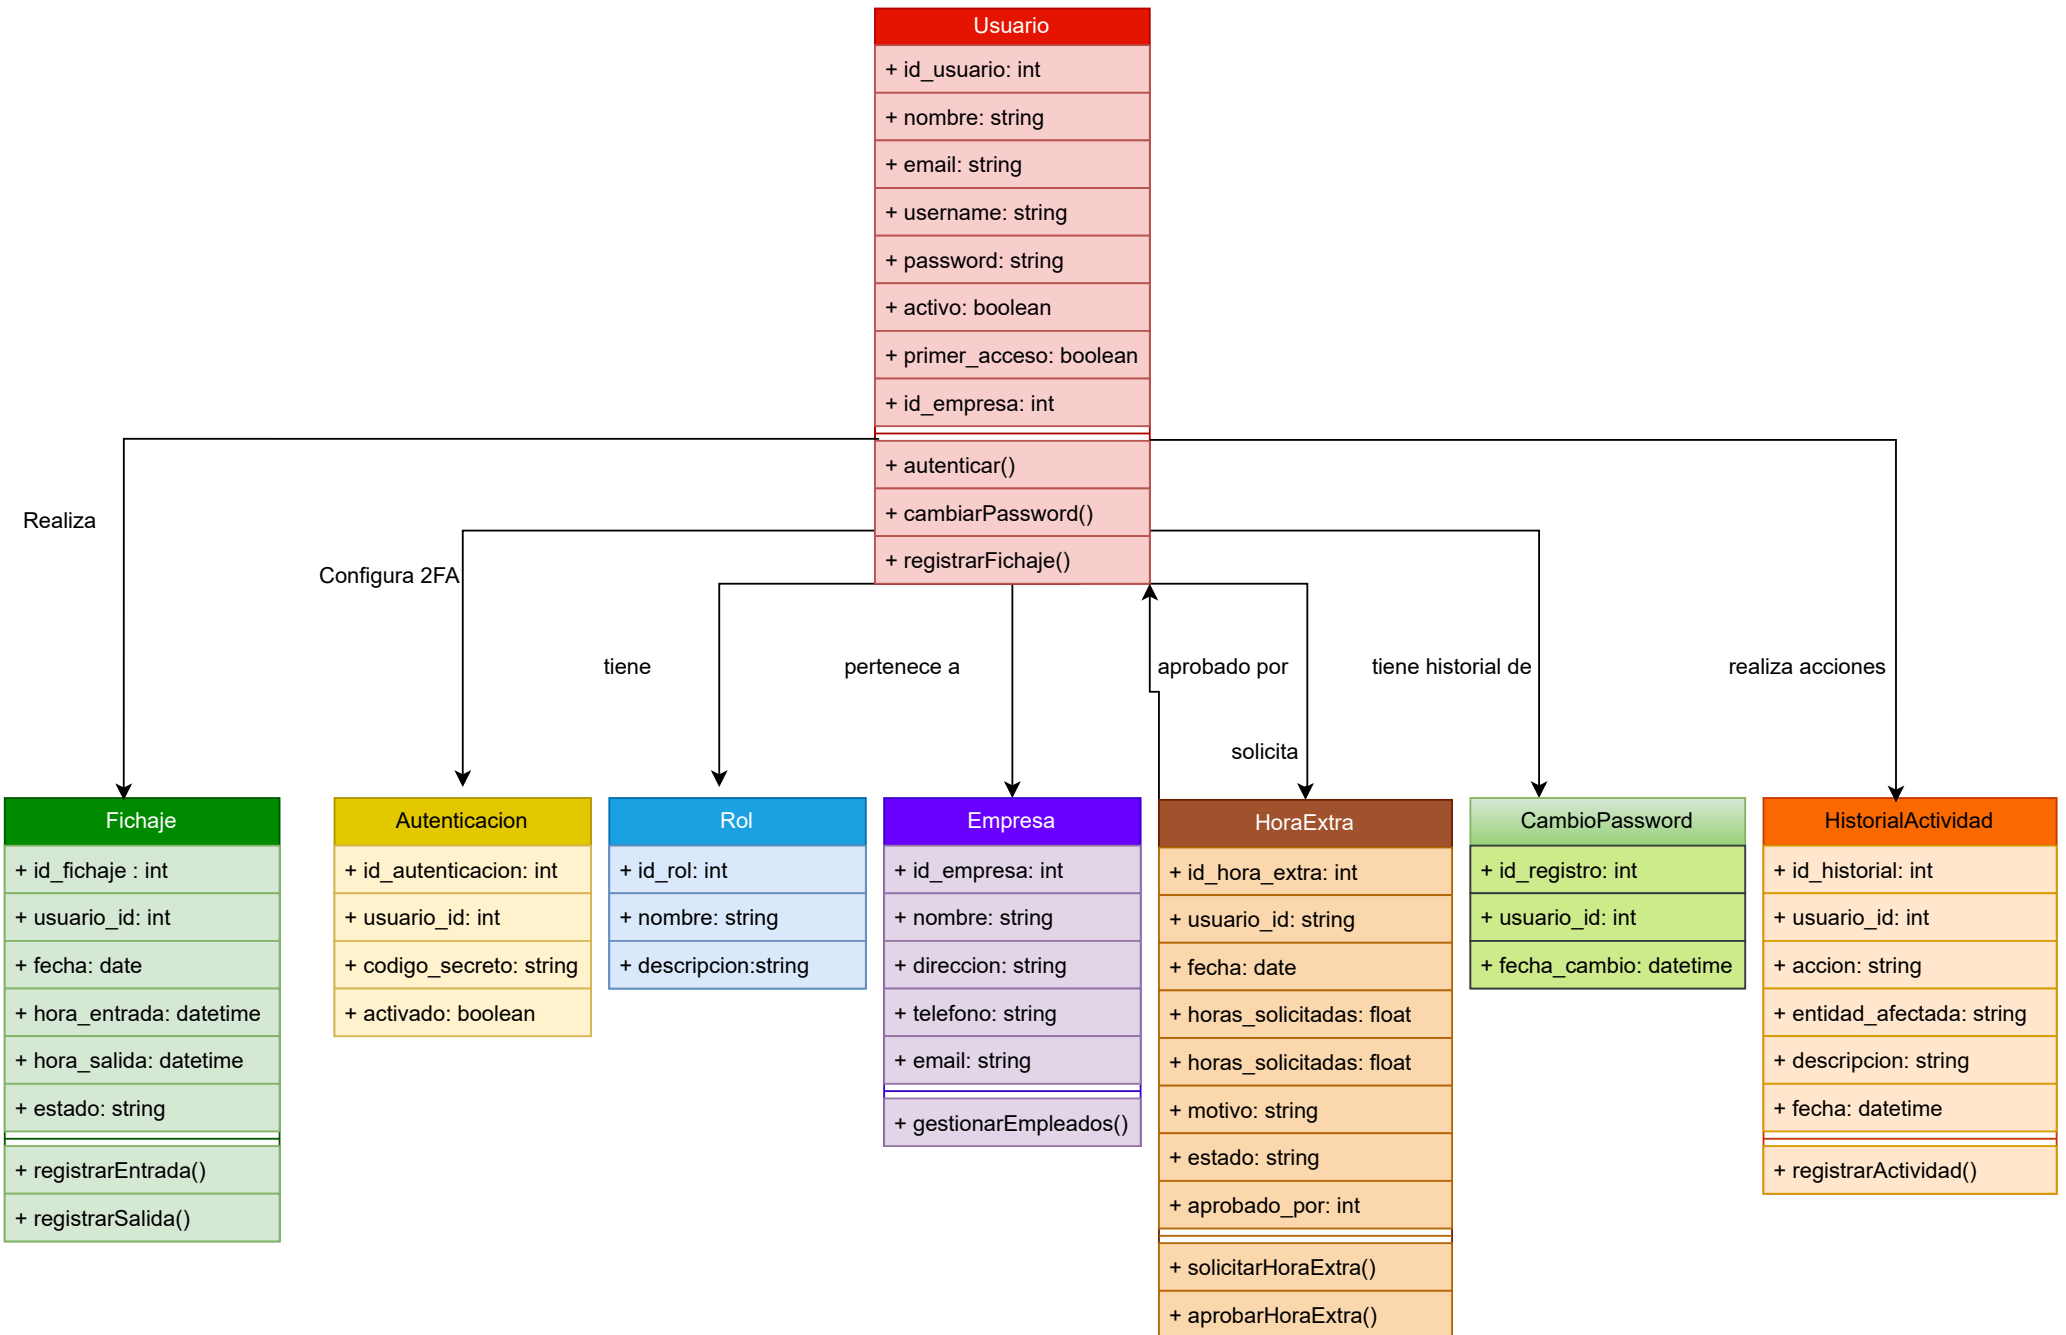 Usuario
+ id_usuario: int
+ nombre: string
+ email: string
+ username: string
+ password: string
+ activo: boolean
+ primer_acceso: boolean
+ id_empresa: int
+ autenticar()
+ cambiarPassword()
+ registrarFichaje()
Realiza
Configura 2FA
tiene
pertenece a
aprobado por
solicita
tiene historial de
realiza acciones
Fichaje
+ id_fichaje : int
+ usuario_id: int
+ fecha: date
+ hora_entrada: datetime
+ hora_salida: datetime
+ estado: string
+ registrarEntrada()
+ registrarSalida()
Autenticacion
+ id_autenticacion: int
+ usuario_id: int
+ codigo_secreto: string
+ activado: boolean
Rol
+ id_rol: int
+ nombre: string
+ descripcion:string
Empresa
+ id_empresa: int
+ nombre: string
+ direccion: string
+ telefono: string
+ email: string
+ gestionarEmpleados()
HoraExtra
+ id_hora_extra: int
+ usuario_id: string
+ fecha: date
+ horas_solicitadas: float
+ horas_solicitadas: float
+ motivo: string
+ estado: string
+ aprobado_por: int
+ solicitarHoraExtra()
+ aprobarHoraExtra()
CambioPassword
+ id_registro: int
+ usuario_id: int
+ fecha_cambio: datetime
HistorialActividad
+ id_historial: int
+ usuario_id: int
+ accion: string
+ entidad_afectada: string
+ descripcion: string
+ fecha: datetime
+ registrarActividad()